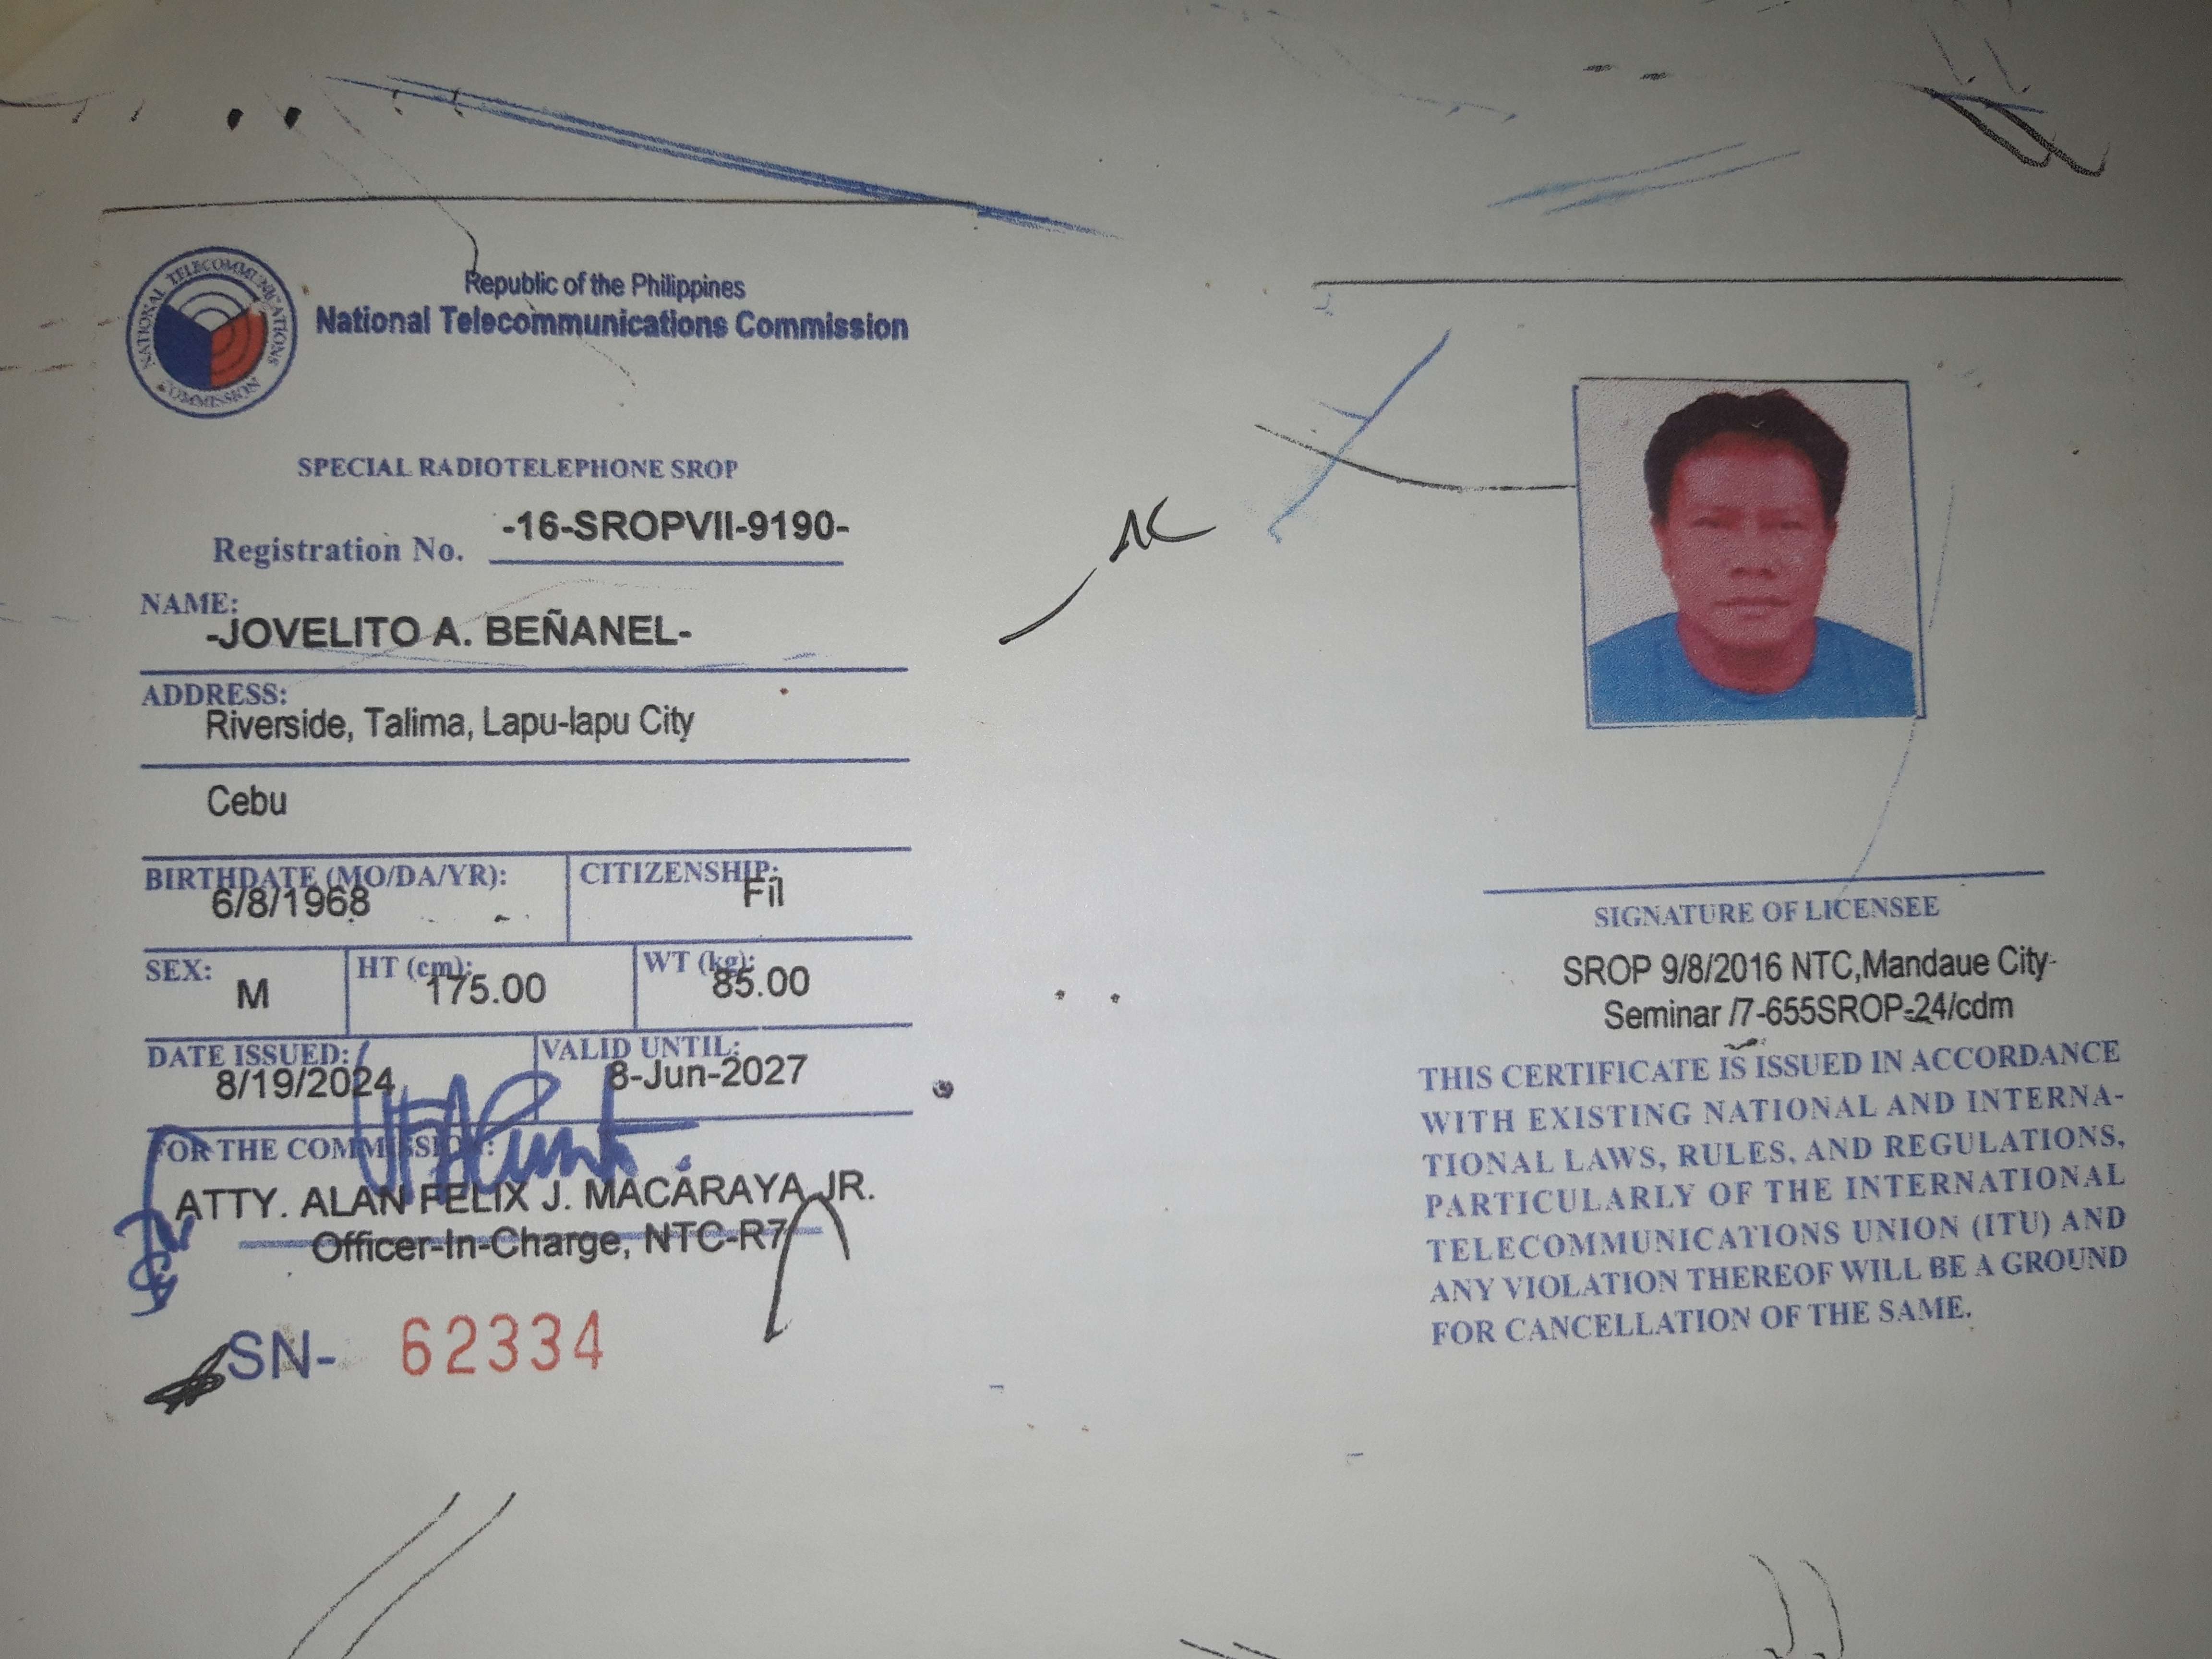 NATIONAL TELECOMMUNICATIONS COMMISSION
Republic of the Philippines
National Telecommunications Commission
SPECIAL RADIOTELEPHONE SROP
Registration No. -16-SROPVII-9190-
NAME:
-JOVELITO A. BEÑANEL-
ADDRESS:
Riverside, Talima, Lapu-lapu City
Cebu
BIRTHDATE (MO/DA/YR): CITIZENSHIP:
6/8/1968 Fil
SEX: M HT (cm): 175.00 WT (kg): 85.00
DATE ISSUED: VALID UNTIL:
8/19/2024 8-Jun-2027
FOR THE COMMISSION:
ATTY. ALAN FELIX J. MACARAYA JR.
Officer-In-Charge, NTC-R7
SN- 62334
SIGNATURE OF LICENSEE
SROP 9/8/2016 NTC,Mandaue City-
Seminar /7-655SROP-24/cdm
THIS CERTIFICATE IS ISSUED IN ACCORDANCE
WITH EXISTING NATIONAL AND INTERNA-
TIONAL LAWS, RULES, AND REGULATIONS,
PARTICULARLY OF THE INTERNATIONAL
TELECOMMUNICATIONS UNION (ITU) AND
ANY VIOLATION THEREOF WILL BE A GROUND
FOR CANCELLATION OF THE SAME.